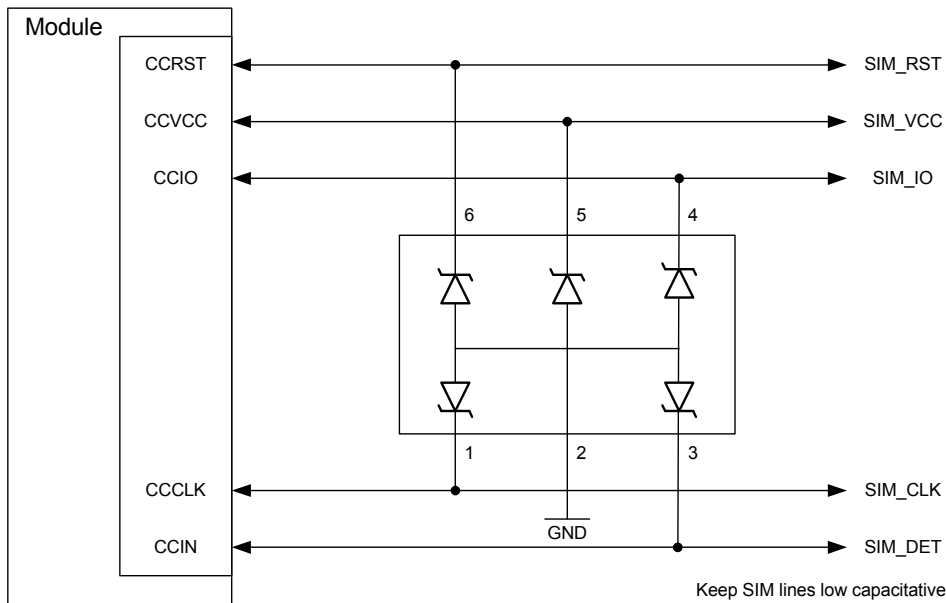 Module
CCRST
SIM_RST
CCVCC
SIM_VCC
CCIO
SIM_IO
6
5
4
1
2
3
CCCLK
SIM_CLK
GND
CCIN
SIM_DET
Keep SIM lines low capacitative